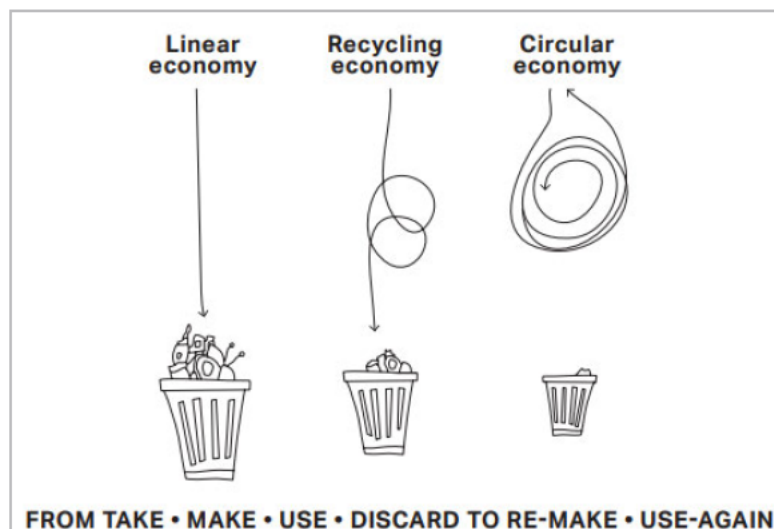 Linear
economy
Recycling
economy
Circular
economy
FROM TAKE • MAKE • USE • DISCARD TO RE-MAKE • USE-AGAIN